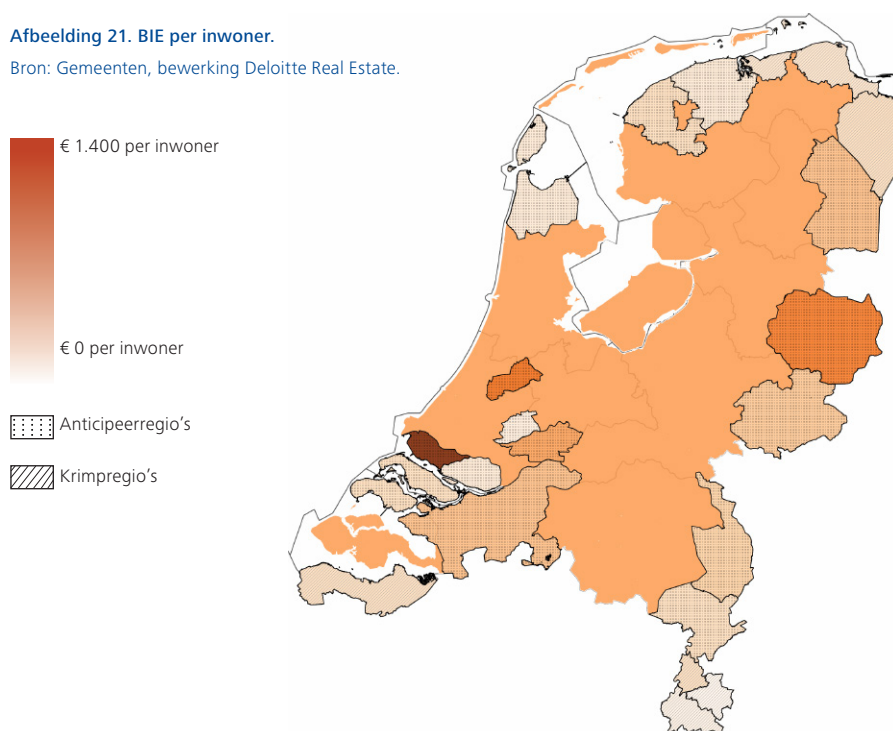 Afbeelding 21. BIE per inwoner.
Bron: Gemeenten, bewerking Deloitte Real Estate.
€ 1.400 per inwoner
€ 0 per inwoner
Anticipeerregio's
Krimpregio's